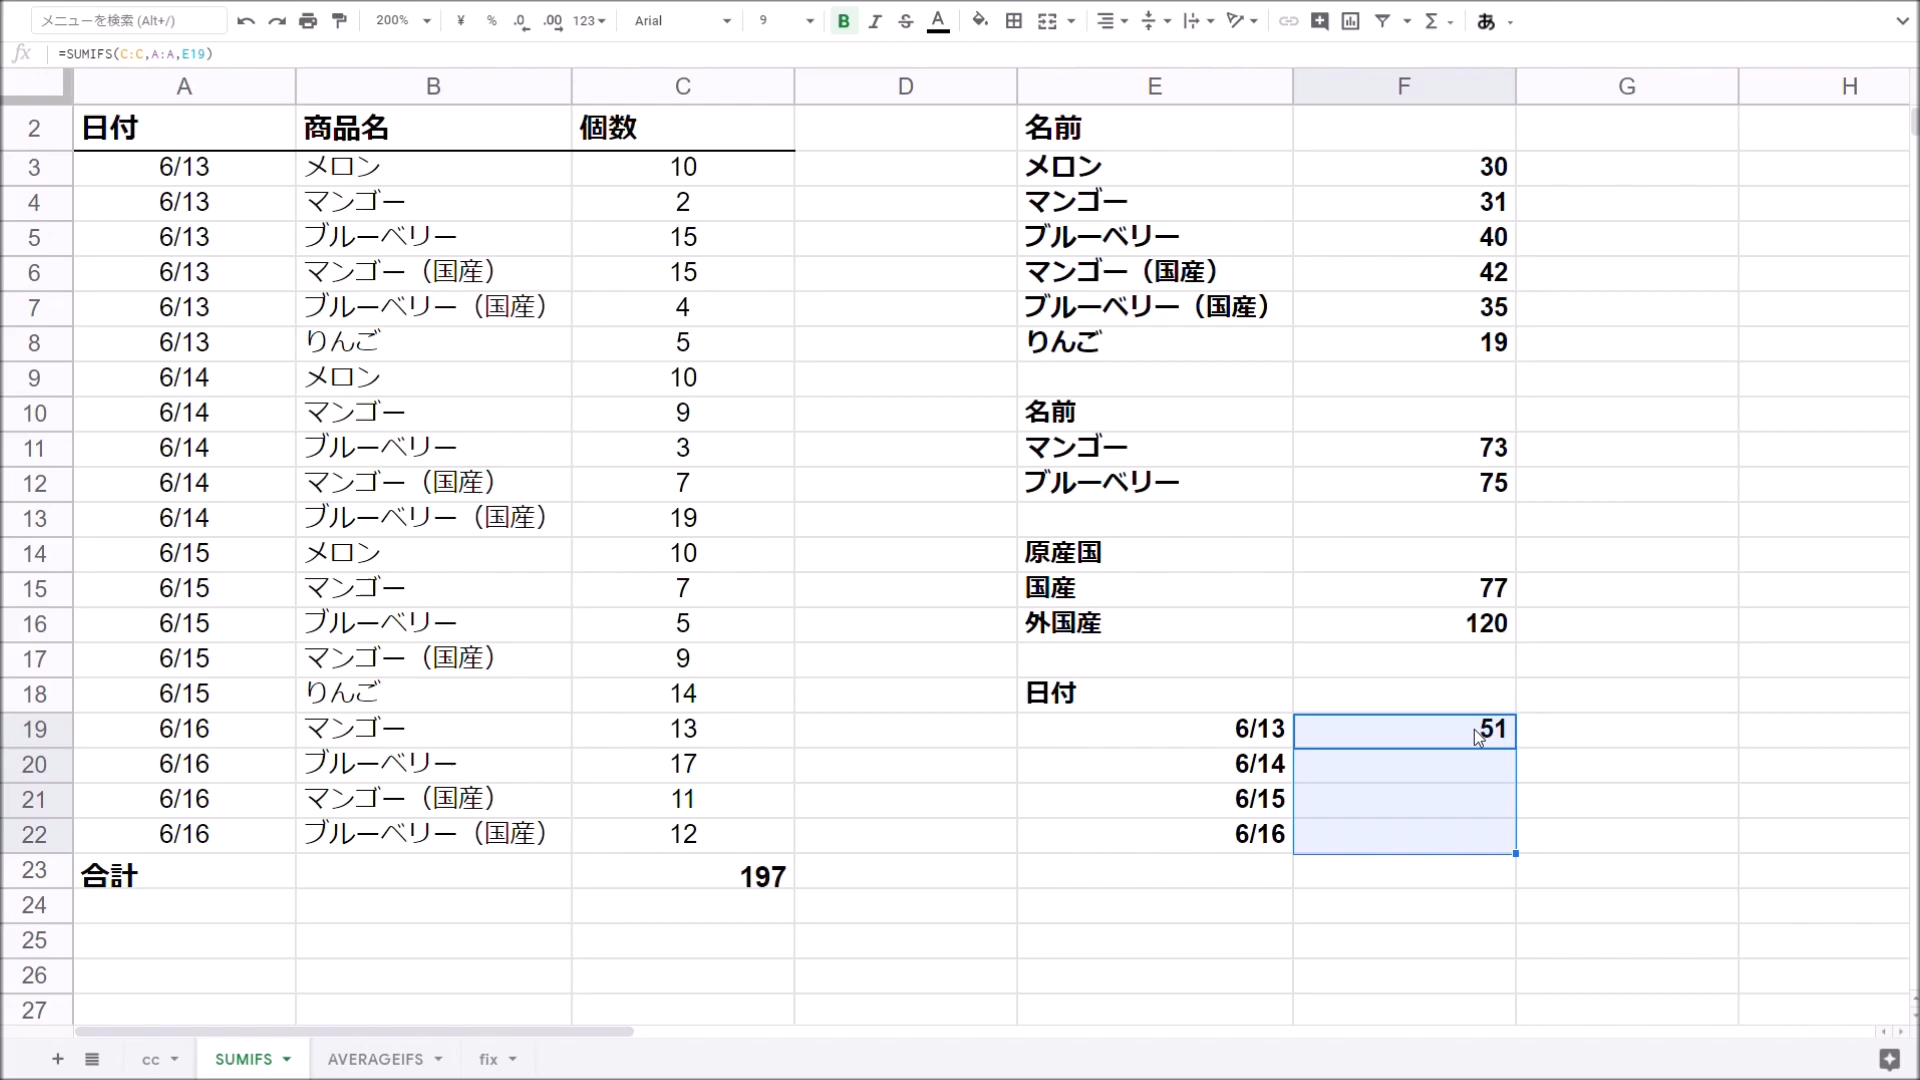 メニューを検索 (Alt+/) 200% ¥ % .0 .00 123 Arial 9 B I S A Σ あ
fx =SUMIFS(C:C,A:A,E19)
A B C D E F G H
2 日付 商品名 個数 名前
3 6/13 メロン 10 メロン 30
4 6/13 マンゴー 2 マンゴー 31
5 6/13 ブルーベリー 15 ブルーベリー 40
6 6/13 マンゴー（国産） 15 マンゴー（国産） 42
7 6/13 ブルーベリー（国産） 4 ブルーベリー（国産） 35
8 6/13 りんご 5 りんご 19
9 6/14 メロン 10
10 6/14 マンゴー 9 名前
11 6/14 ブルーベリー 3 マンゴー 73
12 6/14 マンゴー（国産） 7 ブルーベリー 75
13 6/14 ブルーベリー（国産） 19
14 6/15 メロン 10 原産国
15 6/15 マンゴー 7 国産 77
16 6/15 ブルーベリー 5 外国産 120
17 6/15 マンゴー（国産） 9
18 6/15 りんご 14 日付
19 6/16 マンゴー 13 6/13 51
20 6/16 ブルーベリー 17 6/14
21 6/16 マンゴー（国産） 11 6/15
22 6/16 ブルーベリー（国産） 12 6/16
23 合計 197
24
25
26
27
+ cc SUMIFS AVERAGEIFS fix